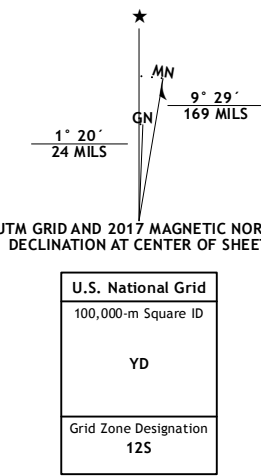 ★
MN
GN
9° 29´
169 MILS
1° 20´
24 MILS
UTM GRID AND 2017 MAGNETIC NOR
DECLINATION AT CENTER OF SHEET
U.S. National Grid
100,000-m Square ID
YD
Grid Zone Designation
12S